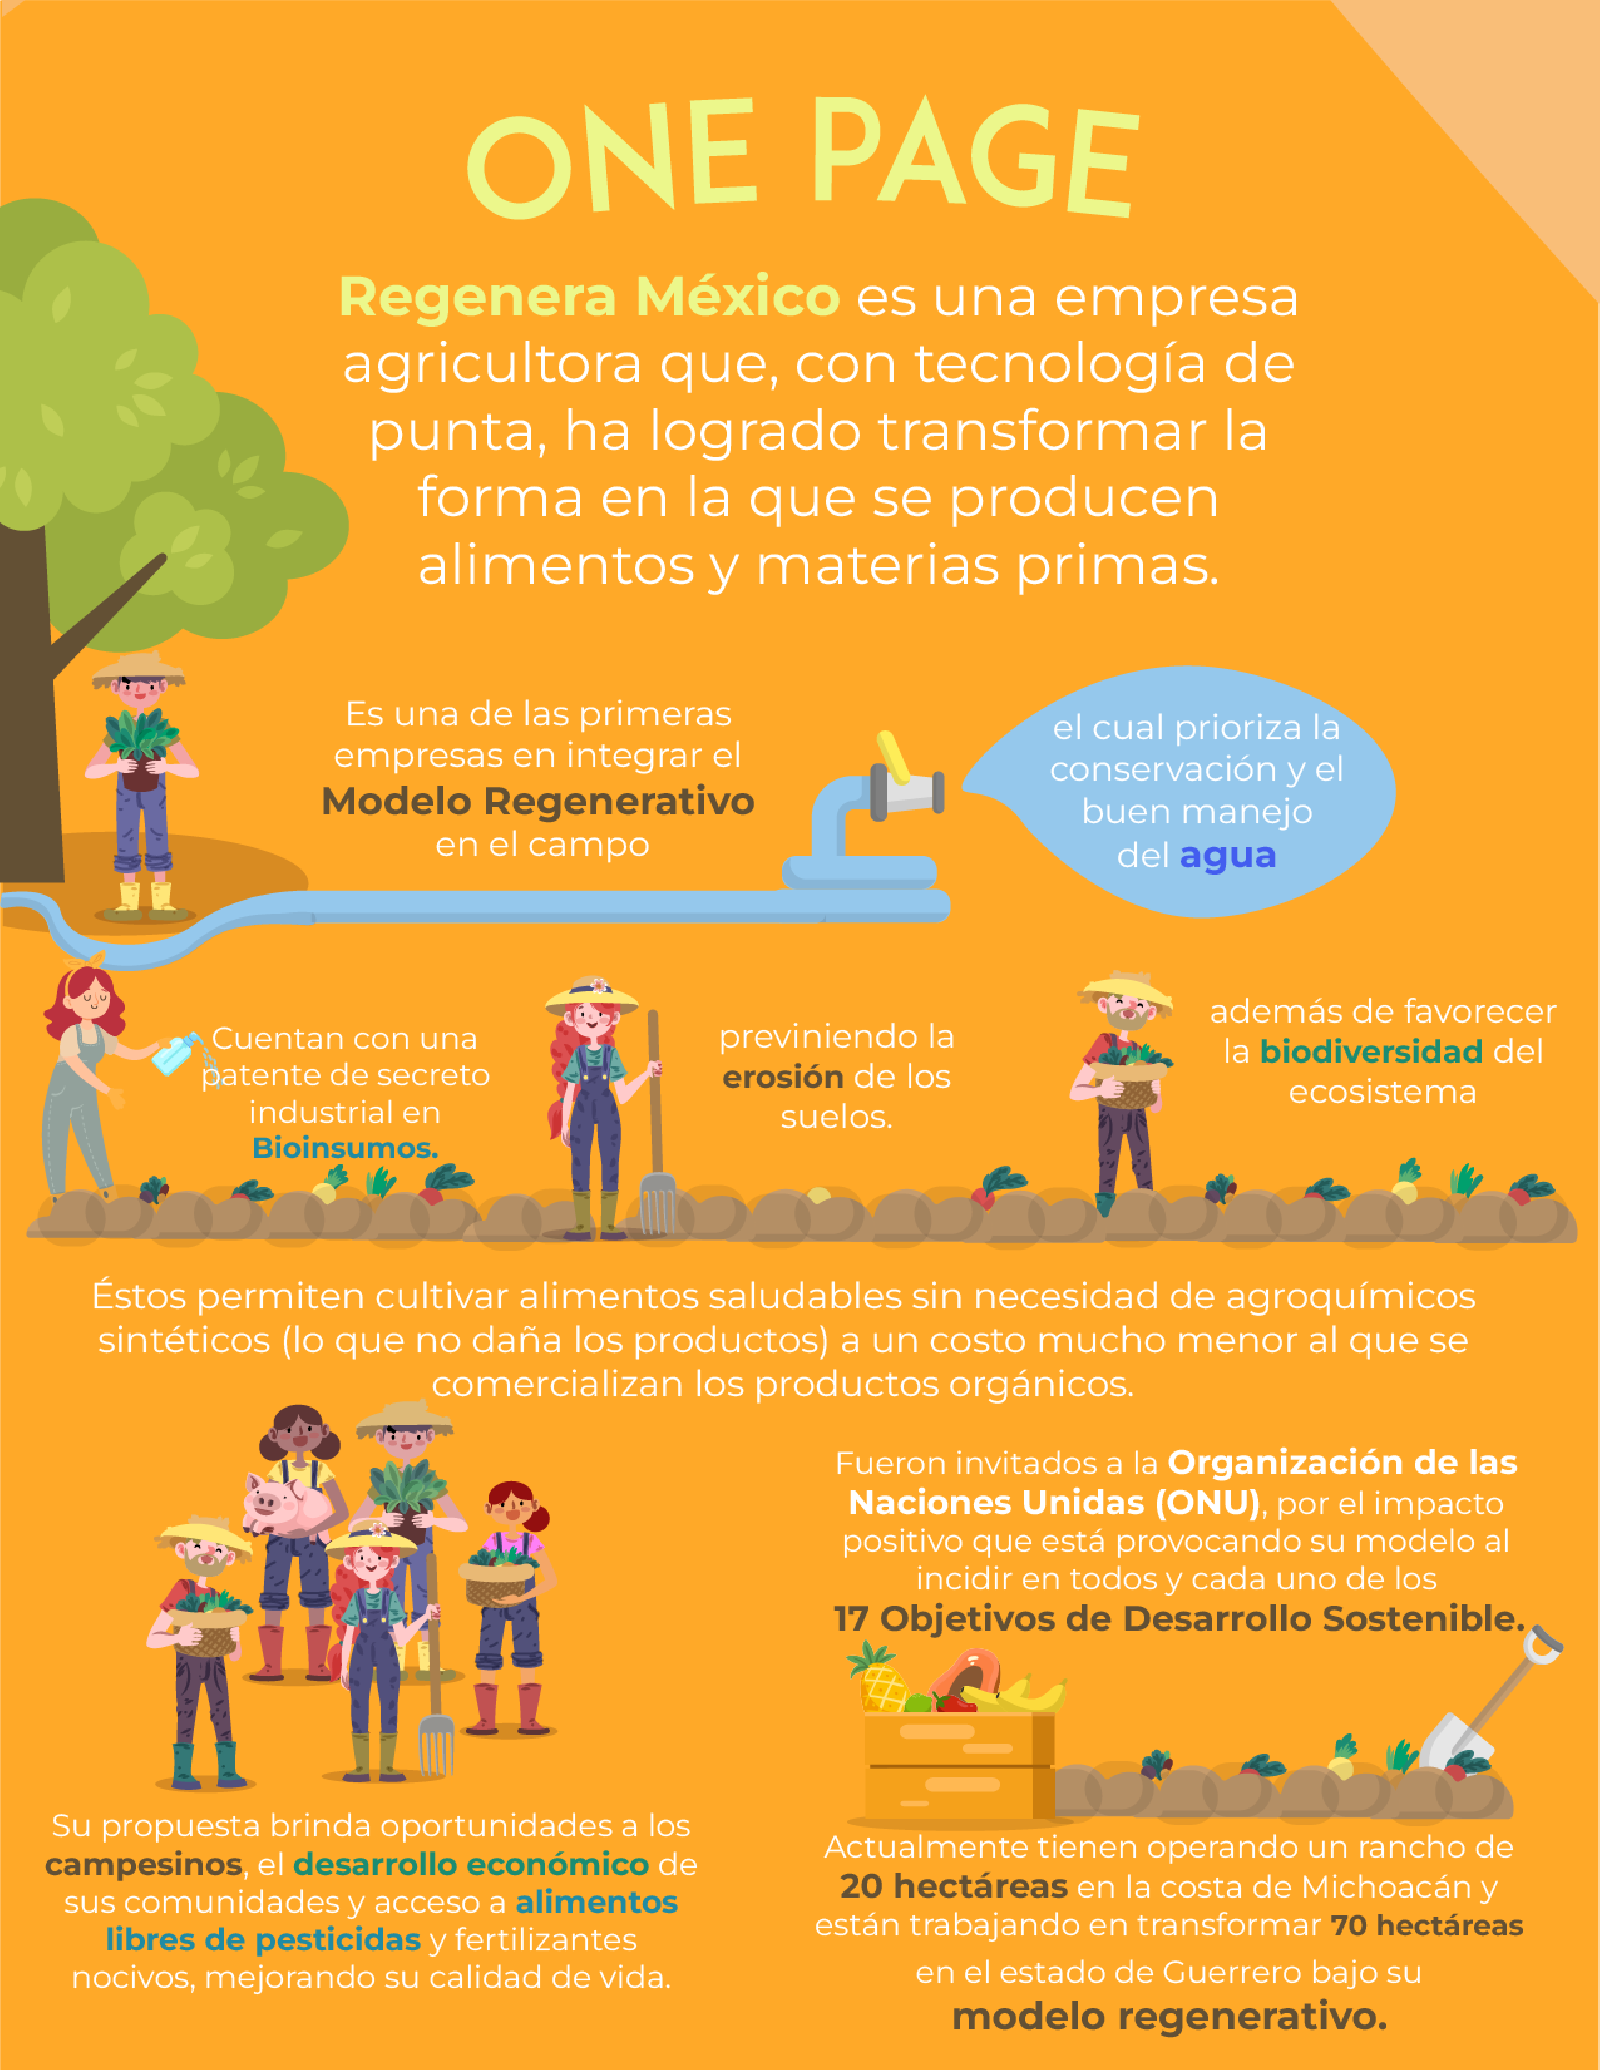 ONE PAGE
Regenera México es una empresa
agricultora que, con tecnología de
punta, ha logrado transformar la
forma en la que se producen
alimentos y materias primas.
Es una de las primeras
empresas en integrar el
Modelo Regenerativo
en el campo
el cual prioriza la
conservación y el
buen manejo
del agua
Cuentan con una
patente de secreto
industrial en
Bioinsumos.
previniendo la
erosión de los
suelos.
además de favorecer
la biodiversidad del
ecosistema
Éstos permiten cultivar alimentos saludables sin necesidad de agroquímicos
sintéticos (lo que no daña los productos) a un costo mucho menor al que se
comercializan los productos orgánicos.
Fueron invitados a la Organización de las
Naciones Unidas (ONU), por el impacto
positivo que está provocando su modelo al
incidir en todos y cada uno de los
17 Objetivos de Desarrollo Sostenible.
Su propuesta brinda oportunidades a los
campesinos, el desarrollo económico de
sus comunidades y acceso a alimentos
libres de pesticidas y fertilizantes
nocivos, mejorando su calidad de vida.
Actualmente tienen operando un rancho de
20 hectáreas en la costa de Michoacán y
están trabajando en transformar 70 hectáreas
en el estado de Guerrero bajo su
modelo regenerativo.